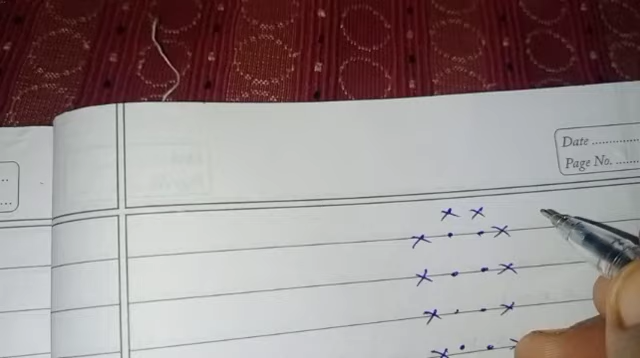 Date ..............
Page No. .......
× ×
× . . ×
× . . ×
× . . ×
× . . ×